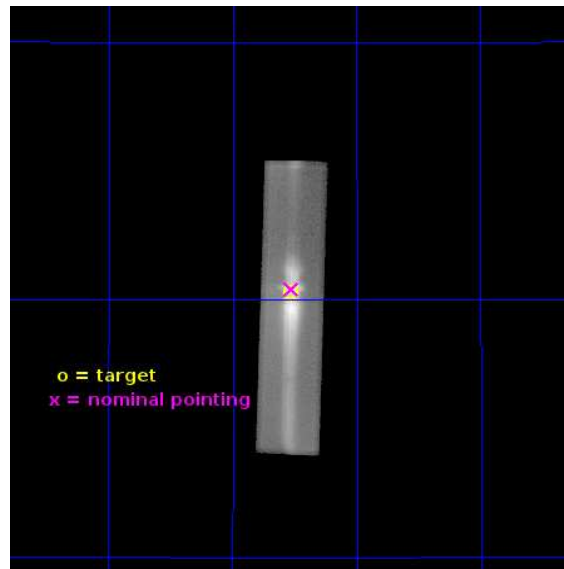 o = target
x = nominal pointing